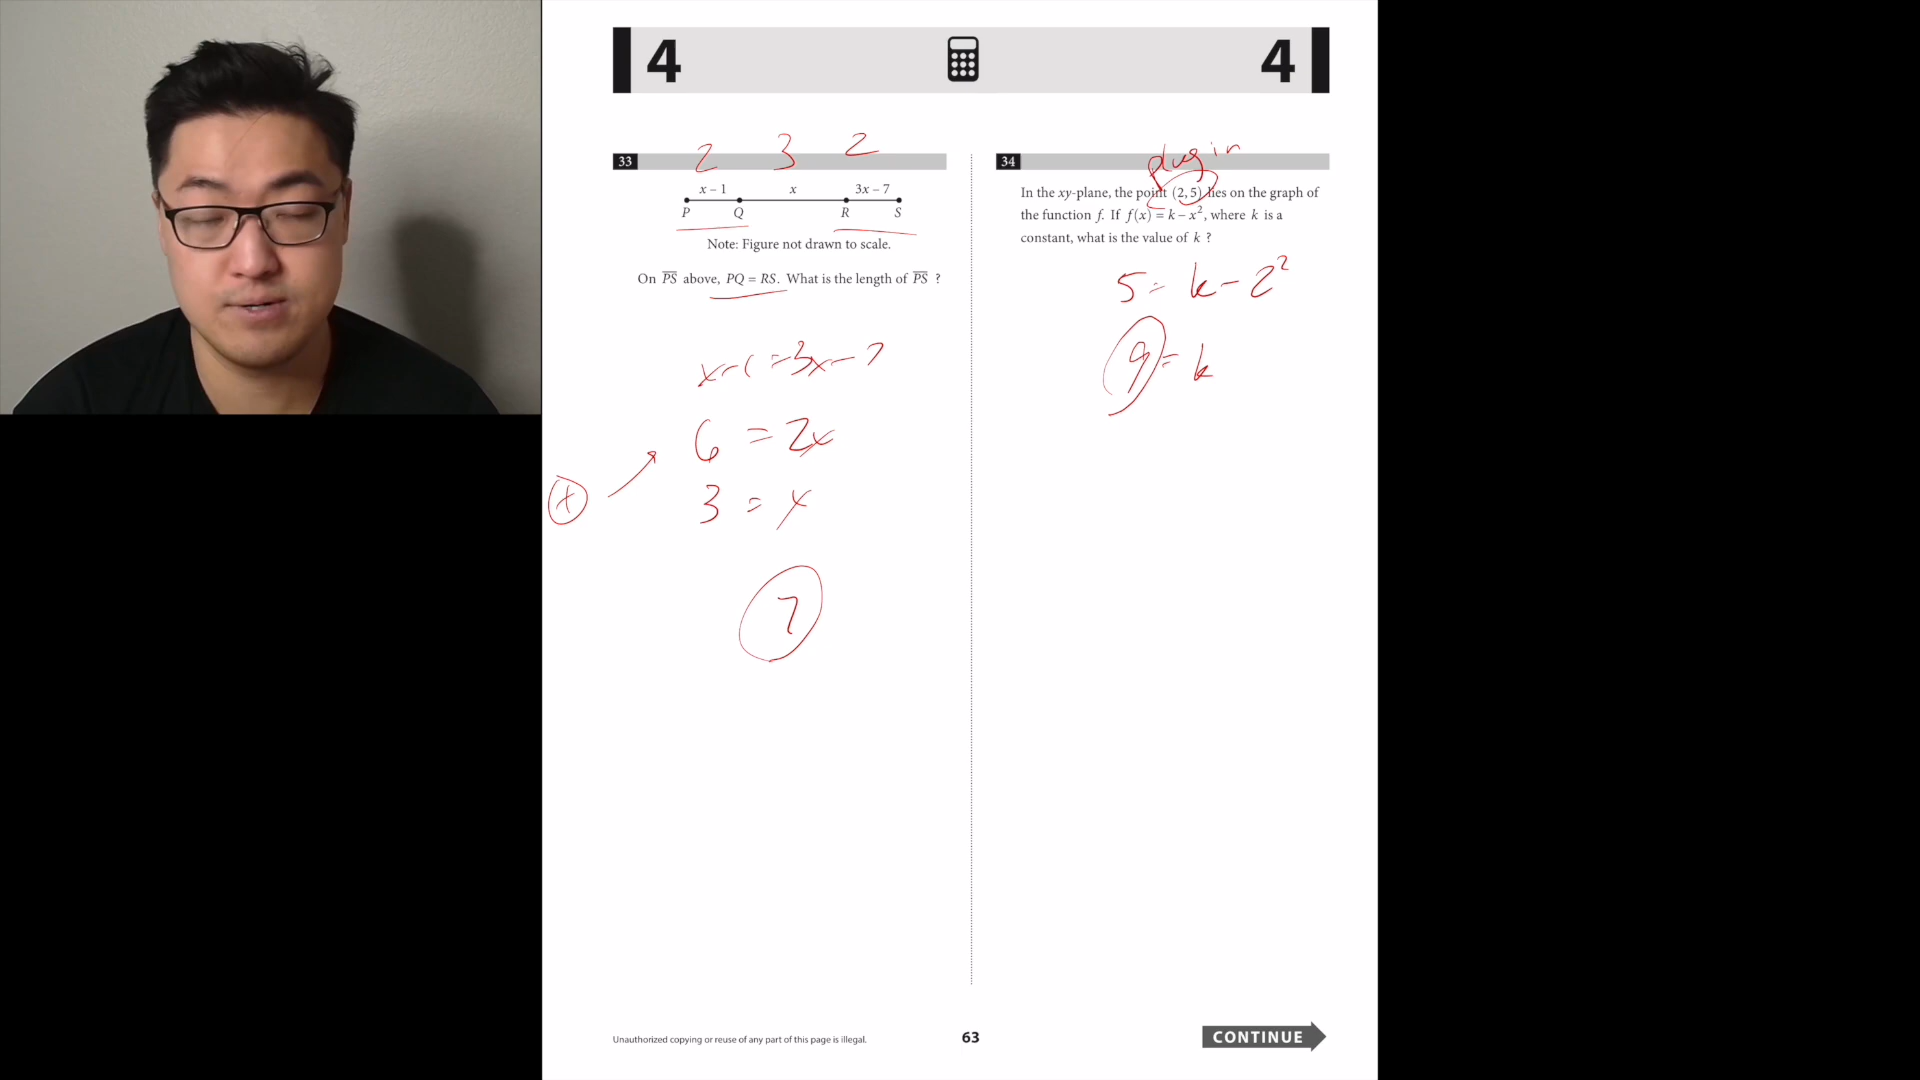 4 4
33
2 3 2
x – 1 x 3x – 7
P Q R S
Note: Figure not drawn to scale.
On PS above, PQ = RS. What is the length of PS ?
x - 1 = 3x - 7
6 = 2x
3 = x
+
7
34
plug in
In the xy-plane, the point (2, 5) lies on the graph of
the function f. If f(x) = k – x², where k is a
constant, what is the value of k ?
5 = k - 2²
9 = k
Unauthorized copying or reuse of any part of this page is illegal.
63
CONTINUE